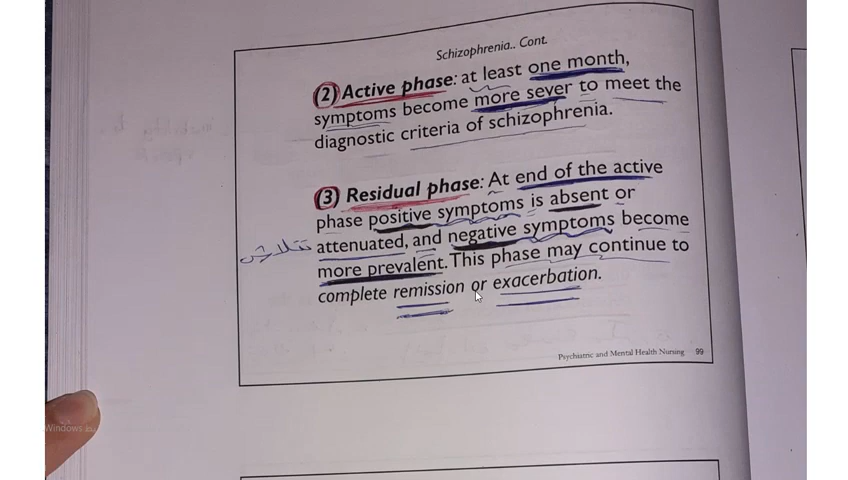 Schizophrenia.. Cont.
(2) Active phase: at least one month,
symptoms become more sever to meet the
diagnostic criteria of schizophrenia.
(3) Residual phase: At end of the active
phase positive symptoms is absent or
تتلاشى attenuated, and negative symptoms become
more prevalent. This phase may continue to
complete remission or exacerbation.
Psychiatric and Mental Health Nursing 99
Windows